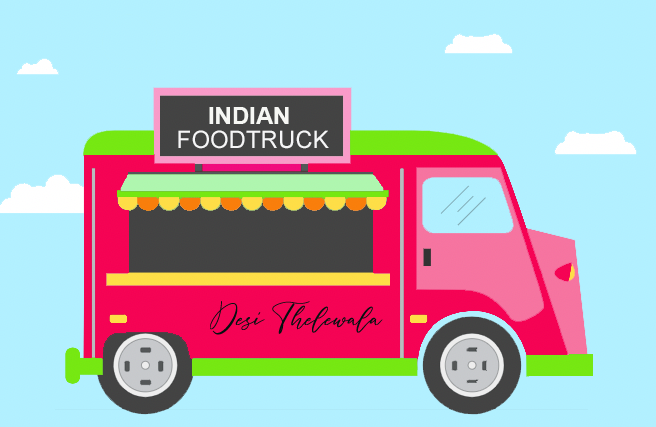 INDIAN
FOODTRUCK
Desi Thelewala